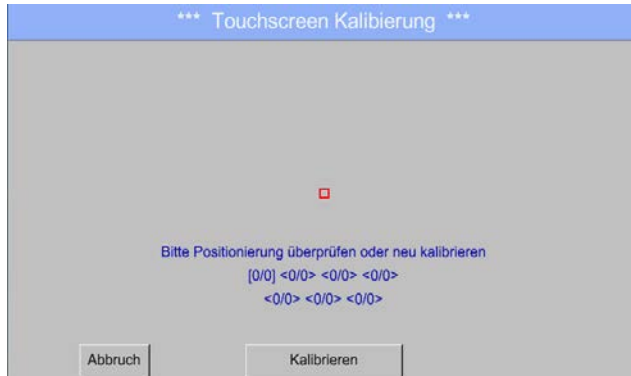 *** Touchscreen Kalibierung ***
Bitte Positionierung überprüfen oder neu kalibrieren
[0/0] <0/0> <0/0> <0/0>
<0/0> <0/0> <0/0>
Abbruch Kalibrieren